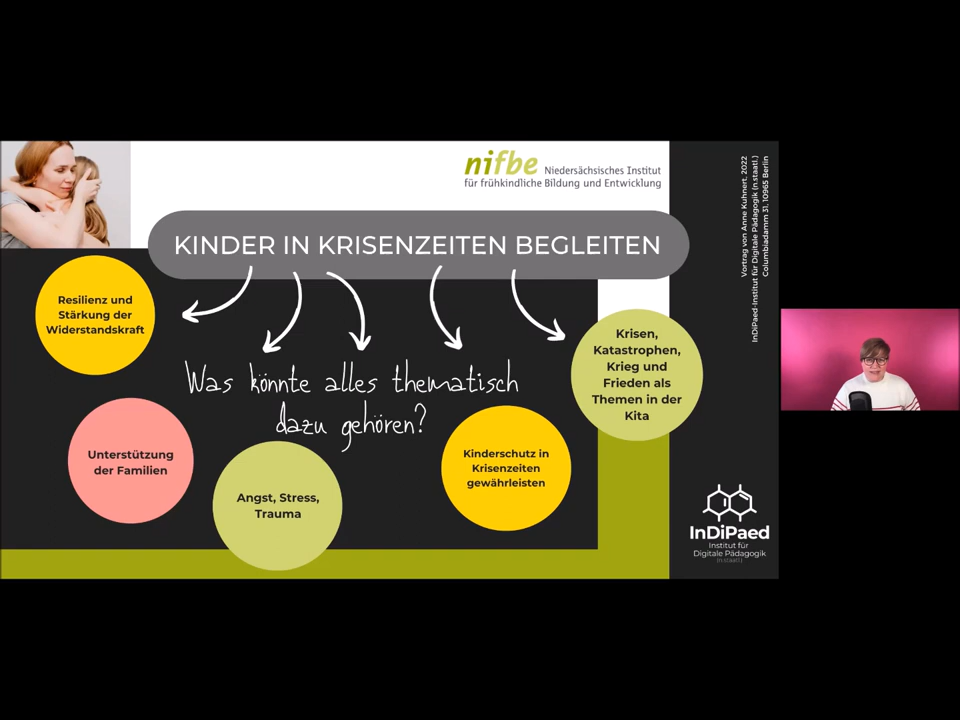 nifbe Niedersächsisches Institut
für frühkindliche Bildung und Entwicklung
KINDER IN KRISENZEITEN BEGLEITEN
Resilienz und
Stärkung der
Widerstandskraft
Was könnte alles thematisch
dazu gehören?
Krisen,
Katastrophen,
Krieg und
Frieden als
Themen in der
Kita
Unterstützung
der Familien
Angst, Stress,
Trauma
Kinderschutz in
Krisenzeiten
gewährleisten
Vortrag von Anne Kuhnert, 2022
InDiPaed-Institut für Digitale Pädagogik (n.staatl.)
Columbiadamm 31, 10965 Berlin
InDiPaed
Institut für
Digitale Pädagogik
(n.staatl.)